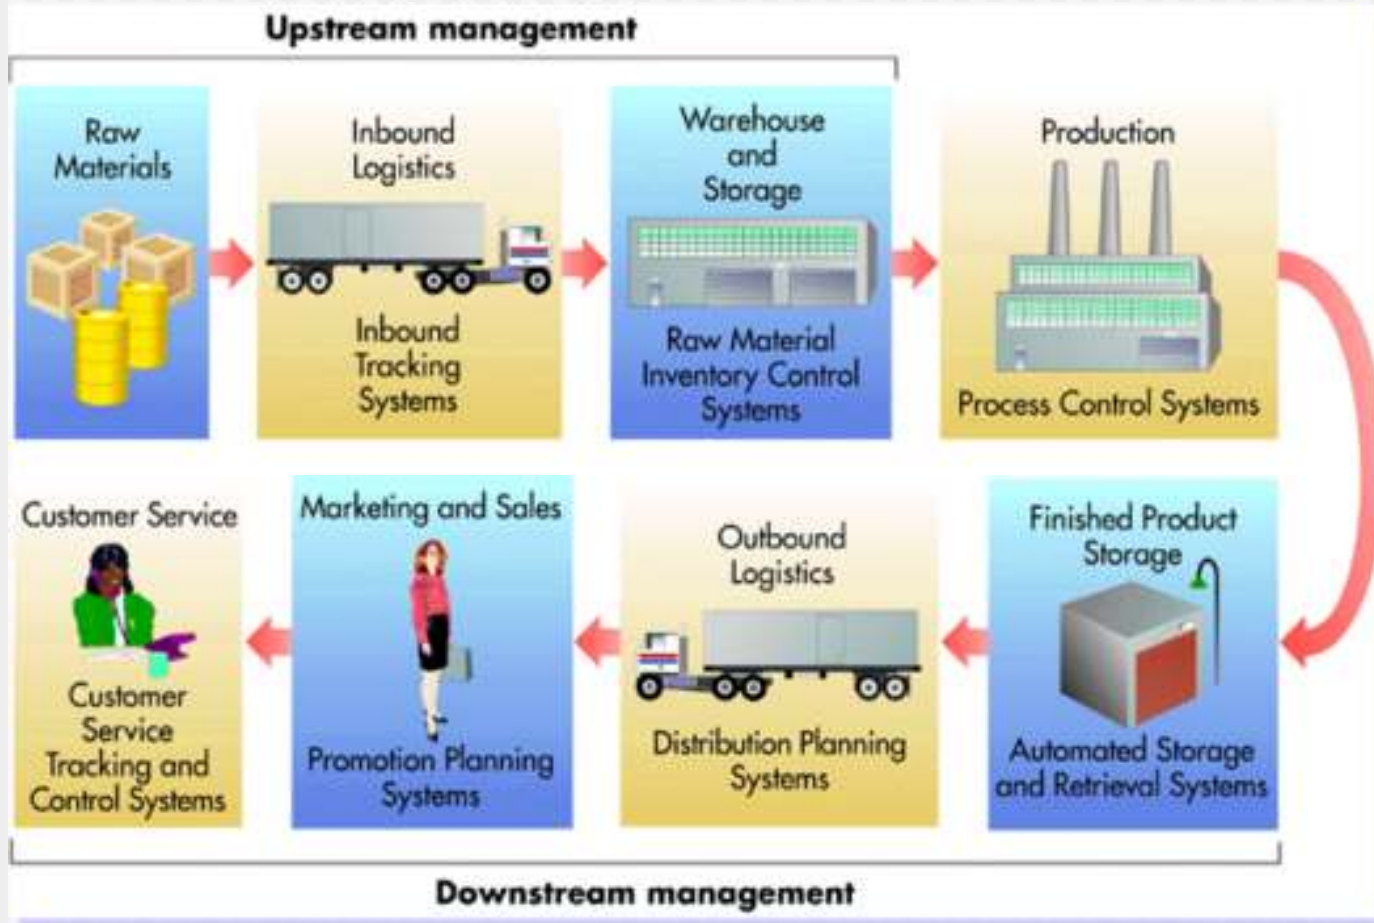 Upstream management
Raw
Materials
Inbound
Logistics
Inbound
Tracking
Systems
Warehouse
and
Storage
Raw Material
Inventory Control
Systems
Production
Process Control Systems
Finished Product
Storage
Automated Storage
and Retrieval Systems
Outbound
Logistics
Distribution Planning
Systems
Marketing and Sales
Promotion Planning
Systems
Customer Service
Customer
Service
Tracking and
Control Systems
Downstream management